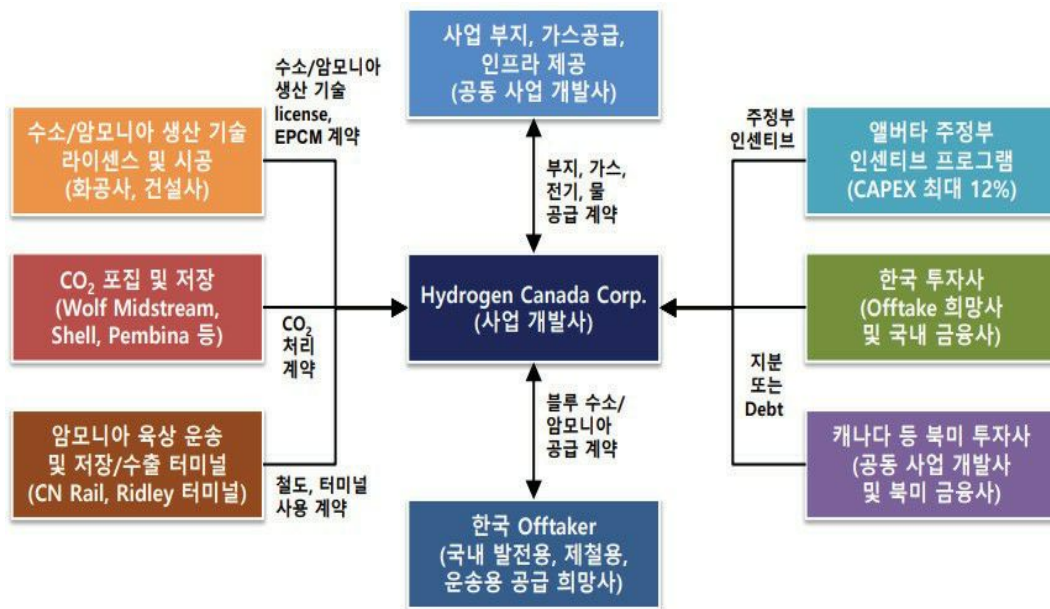 사업 부지, 가스공급,
인프라 제공
(공동 사업 개발사)
수소/암모니아
생산 기술
license,
EPCM 계약
주정부
인센티브
수소/암모니아 생산 기술
라이센스 및 시공
(화공사, 건설사)
부지, 가스,
전기, 물
공급 계약
앨버타 주정부
인센티브 프로그램
(CAPEX 최대 12%)
CO₂ 포집 및 저장
(Wolf Midstream,
Shell, Pembina 등)
CO₂
처리
계약
Hydrogen Canada Corp.
(사업 개발사)
한국 투자사
(Offtake 희망사
및 국내 금융사)
지분
또는
Debt
블루 수소/
암모니아
공급 계약
암모니아 육상 운송
및 저장/수출 터미널
(CN Rail, Ridley 터미널)
철도, 터미널
사용 계약
캐나다 등 북미 투자사
(공동 사업 개발사
및 북미 금융사)
한국 Offtaker
(국내 발전용, 제철용,
운송용 공급 희망사)